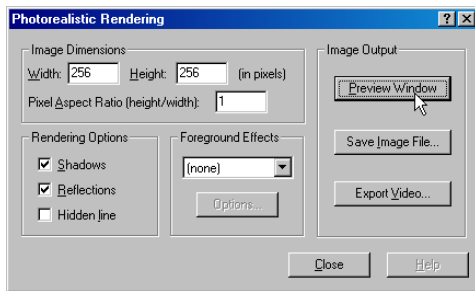 Photorealistic Rendering
Image Dimensions
Width: 256 Height: 256 (in pixels)
Pixel Aspect Ratio (height/width): 1
Rendering Options
Shadows
Reflections
Hidden line
Foreground Effects
(none)
Options...
Image Output
Preview Window
Save Image File...
Export Video...
Close
Help